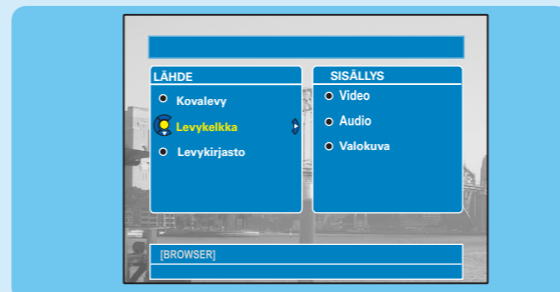 LÄHDE
Kovalevy
Levykelkka
Levykirjasto
SISÄLLYS
Video
Audio
Valokuva
[BROWSER]